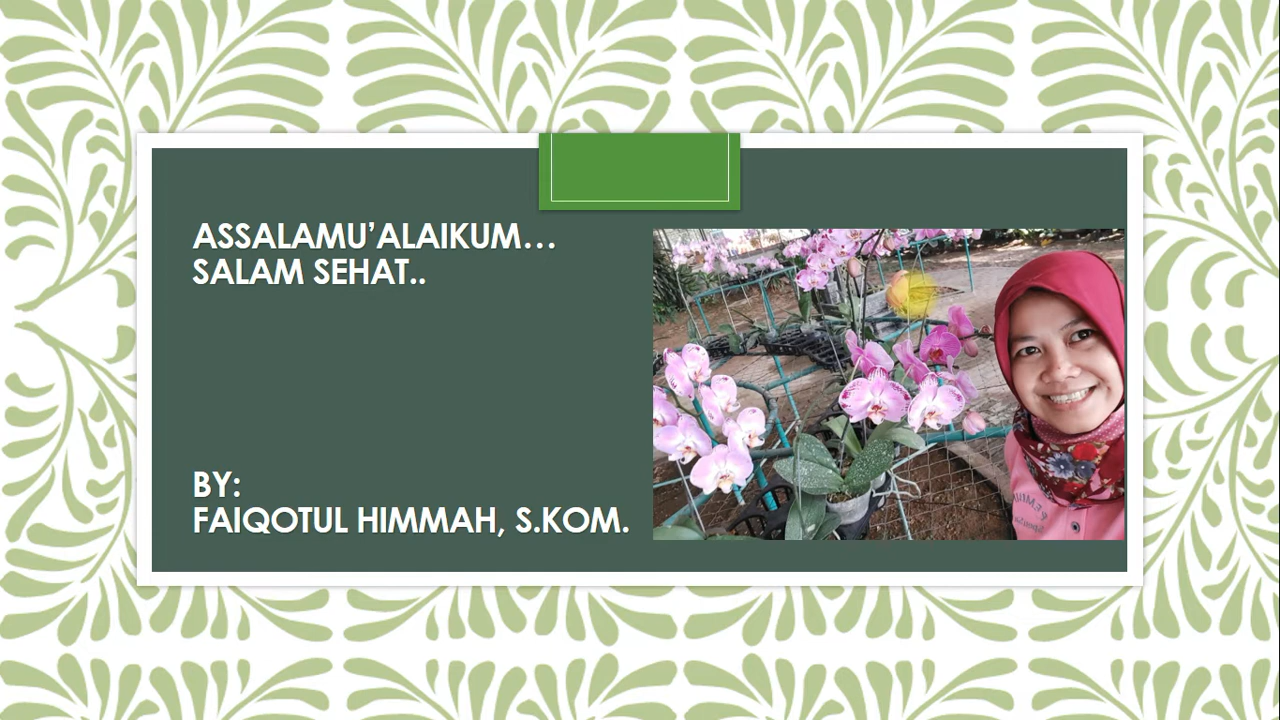 ASSALAMU’ALAIKUM…
SALAM SEHAT..
BY:
FAIQOTUL HIMMAH, S.KOM.